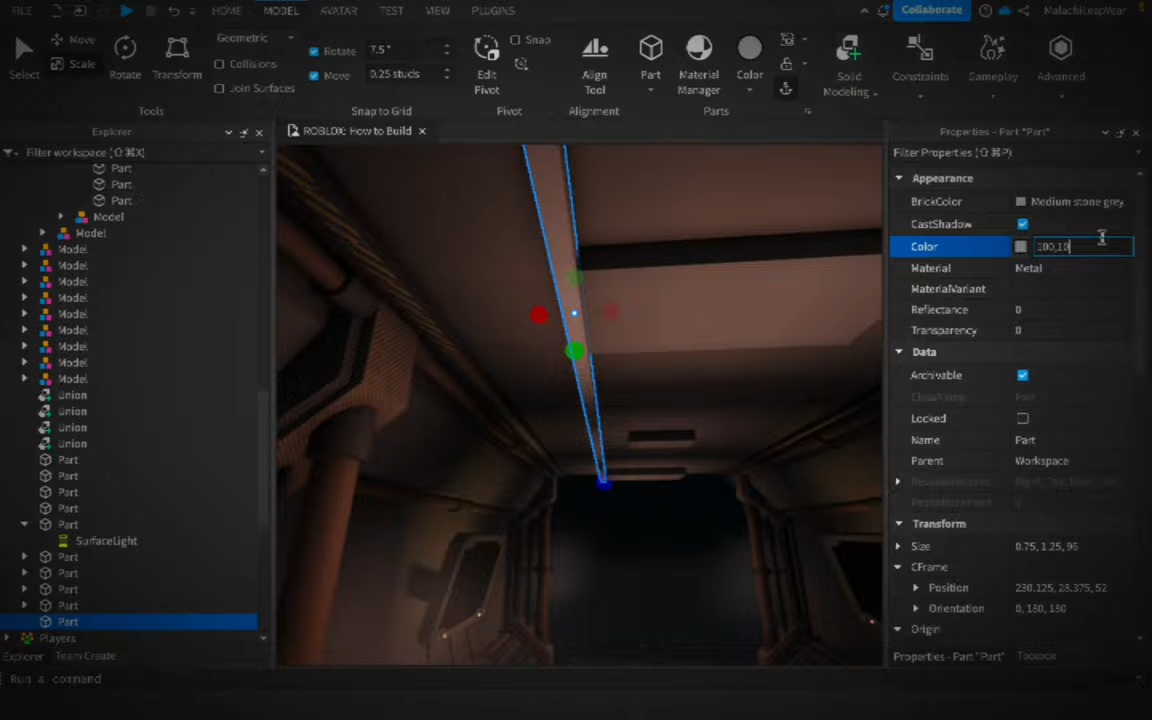 FILE HOME MODEL AVATAR TEST VIEW PLUGINS Collaborate MalachiLeapYear
Select Move Scale Rotate Transform
Geometric
Collisions
Join Surfaces
Rotate 7.5°
Move 0.25 studs
Edit Pivot
Snap
Align Tool
Part
Material Manager
Color
Solid Modeling
Constraints
Gameplay
Advanced
Tools Snap to Grid Pivot Alignment Parts
Explorer
ROBLOX: How to Build
Properties - Part "Part"
Filter workspace (⇧⌘X)
Part
Part
Part
Model
Model
Model
Model
Model
Model
Model
Model
Model
Model
Model
Union
Union
Union
Union
Part
Part
Part
Part
Part
SurfaceLight
Part
Part
Part
Part
Part
Players
Explorer Team Create
Run a command
Filter Properties (⇧⌘P)
Appearance
BrickColor Medium stone grey
CastShadow
Color 100,10
Material Metal
MaterialVariant
Reflectance 0
Transparency 0
Data
Archivable
ClassName Part
Locked
Name Part
Parent Workspace
Transform
Size 0.75, 1.25, 96
CFrame
Position 230.125, 28.375, 52
Orientation 0, 180, 180
Origin
Properties - Part "Part" Toolbox